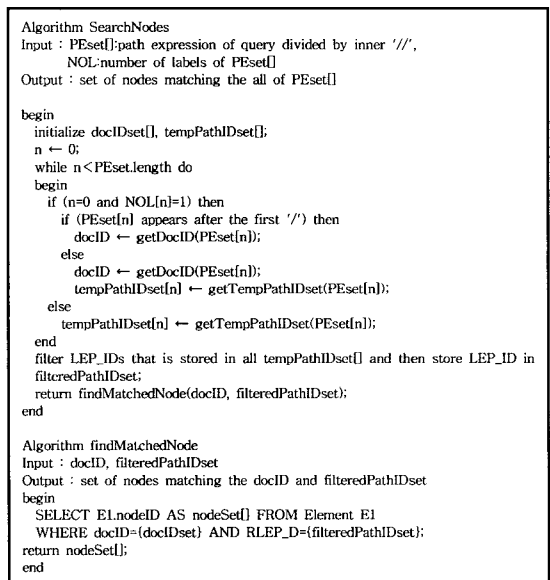 Algorithm SearchNodes
Input : PEset[]:path expression of query divided by inner '//',
NOL:number of labels of PEset[]
Output : set of nodes matching the all of PEset[]
begin
initialize docIDset[], tempPathIDset[];
n ← 0;
while n<PEset.length do
begin
if (n=0 and NOL[n]=1) then
if (PEset[n] appears after the first '/') then
docID ← getDocID(PEset[n]);
else
docID ← getDocID(PEset[n]);
tempPathIDset[n] ← getTempPathIDset(PEset[n]);
else
tempPathIDset[n] ← getTempPathIDset(PEset[n]);
end
filter LEP_IDs that is stored in all tempPathIDset[] and then store LEP_ID in
filteredPathIDset;
return findMatchedNode(docID, filteredPathIDset);
end
Algorithm findMatchedNode
Input : docID, filteredPathIDset
Output : set of nodes matching the docID and filteredPathIDset
begin
SELECT E1.nodeID AS nodeSet[] FROM Element E1
WHERE docID={docIDset} AND RLEP_D={filteredPathIDset};
return nodeSet[];
end